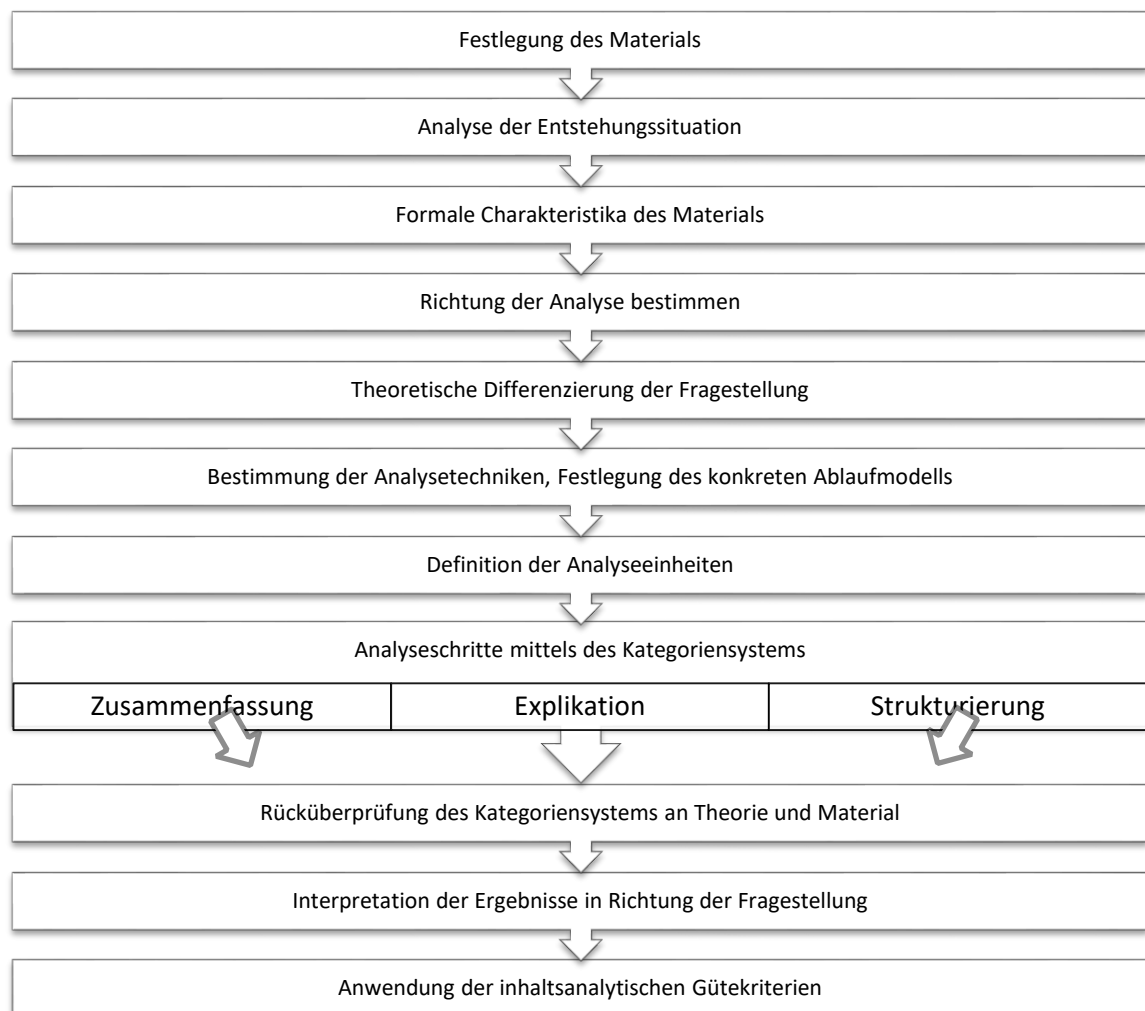 Festlegung des Materials
Analyse der Entstehungssituation
Formale Charakteristika des Materials
Richtung der Analyse bestimmen
Theoretische Differenzierung der Fragestellung
Bestimmung der Analysetechniken, Festlegung des konkreten Ablaufmodells
Definition der Analyseeinheiten
Analyseschritte mittels des Kategoriensystems
Zusammenfassung Explikation Strukturierung
Rücküberprüfung des Kategoriensystems an Theorie und Material
Interpretation der Ergebnisse in Richtung der Fragestellung
Anwendung der inhaltsanalytischen Gütekriterien